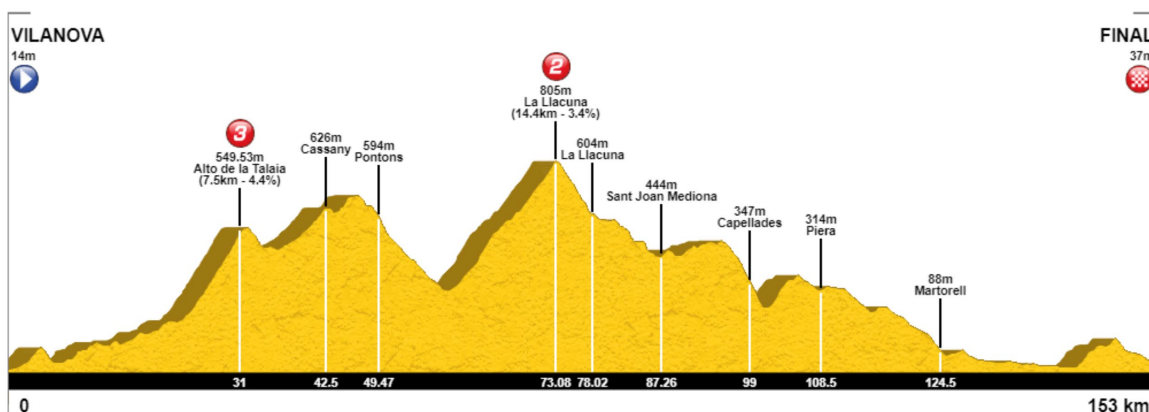 VILANOVA
14m
3
549.53m
Alto de la Talaia
(7.5km - 4.4%)
626m
Cassany
594m
Pontons
2
805m
La Llacuna
(14.4km - 3.4%)
604m
La Llacuna
444m
Sant Joan Mediona
347m
Capellades
314m
Piera
88m
Martorell
FINAL
37m
31
42.5
49.47
73.08
78.02
87.26
99
108.5
124.5
0
153 km